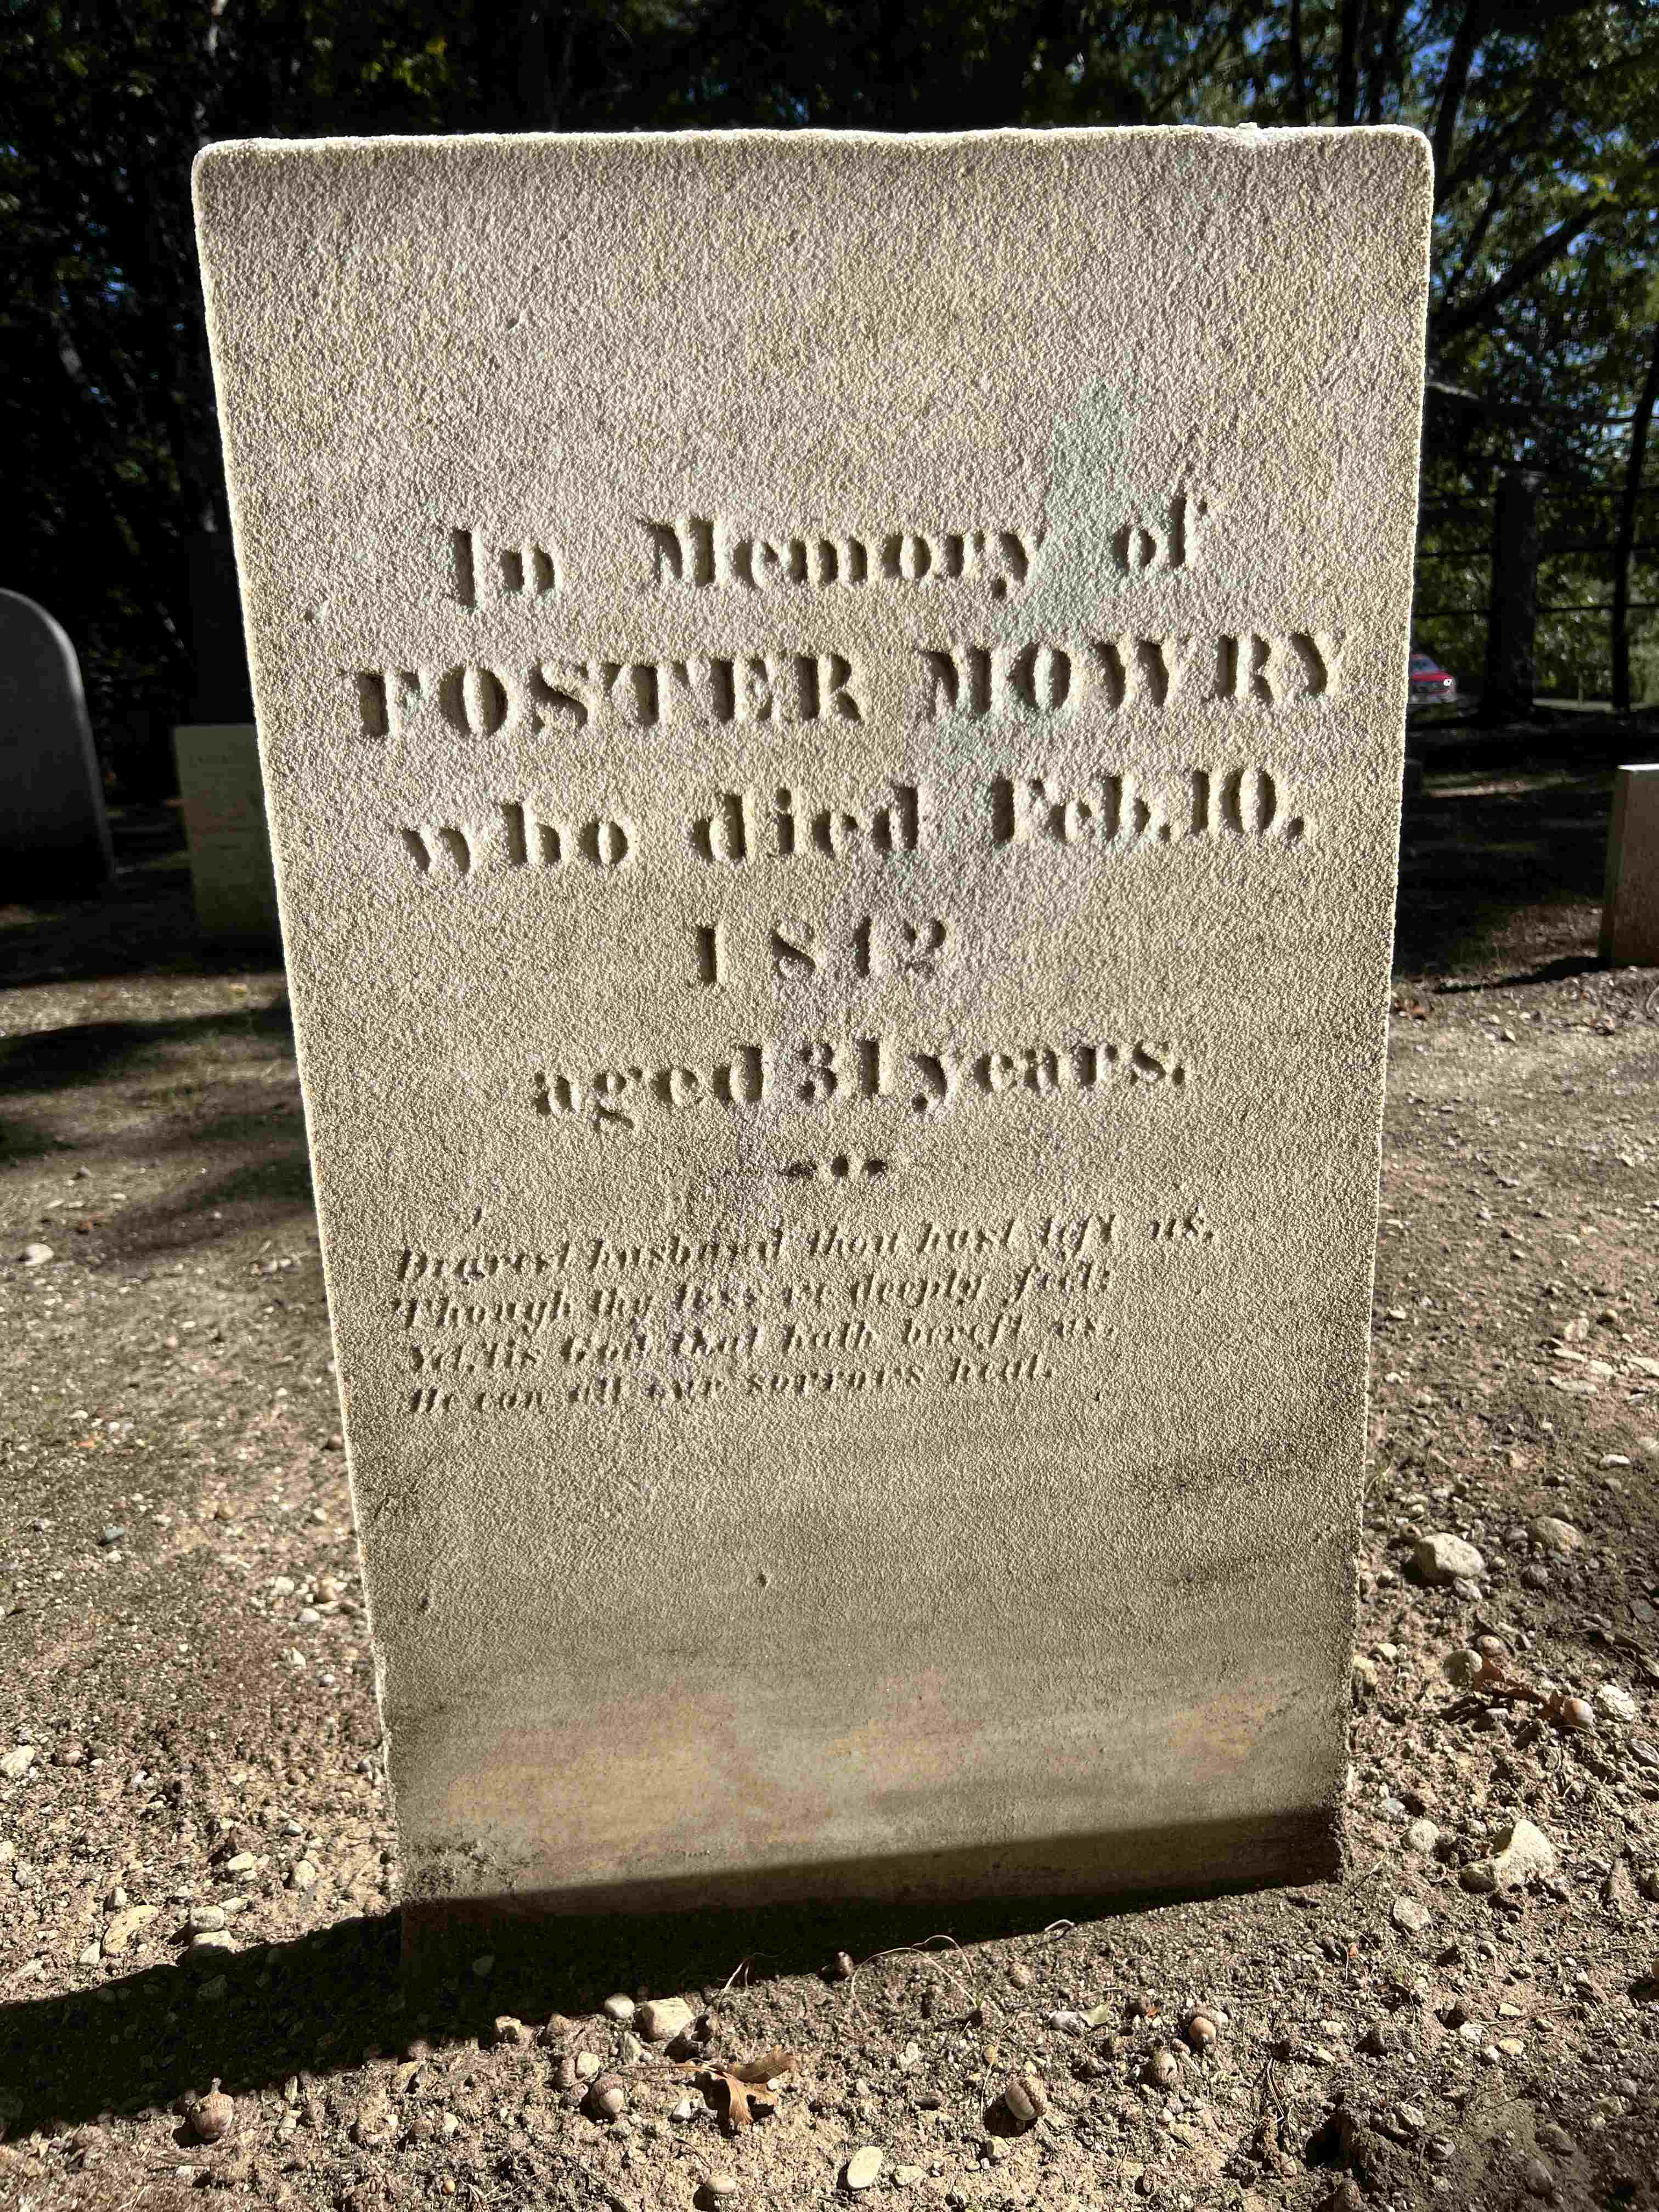 In Memory of
FOSTER MOWRY
who died Feb. 10,
1842
aged 31 years.
Dearest husband thou hast left us,
Though thy loss we deeply feel;
Yet, 'tis God that hath bereft us,
He can all our sorrows heal.